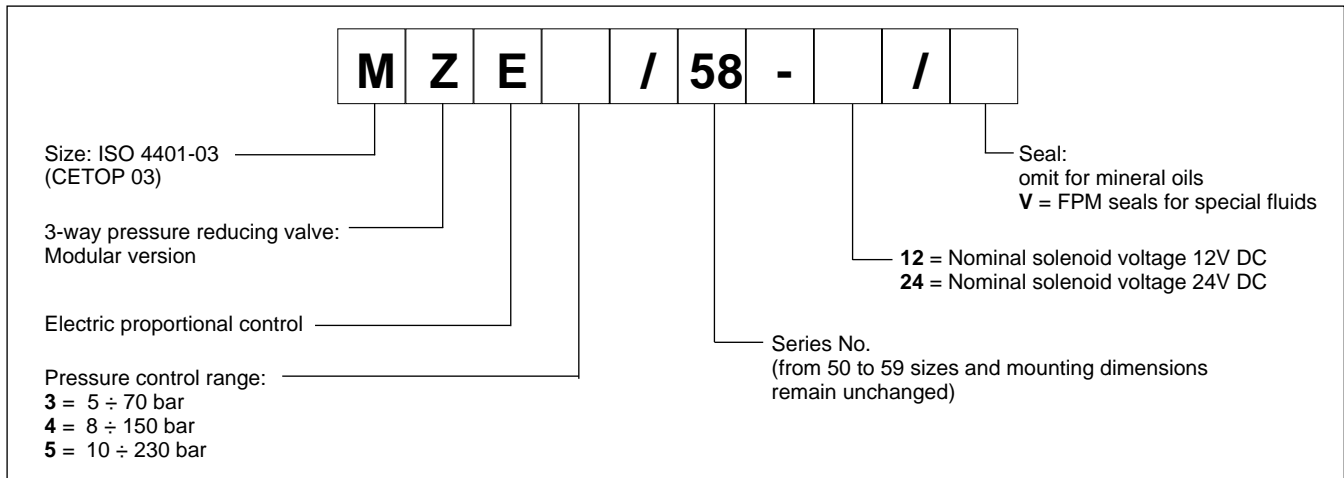 M Z E / 58 - /
Size: ISO 4401-03
(CETOP 03)
3-way pressure reducing valve:
Modular version
Electric proportional control
Pressure control range:
3 = 5 ÷ 70 bar
4 = 8 ÷ 150 bar
5 = 10 ÷ 230 bar
Seal:
omit for mineral oils
V = FPM seals for special fluids
12 = Nominal solenoid voltage 12V DC
24 = Nominal solenoid voltage 24V DC
Series No.
(from 50 to 59 sizes and mounting dimensions
remain unchanged)